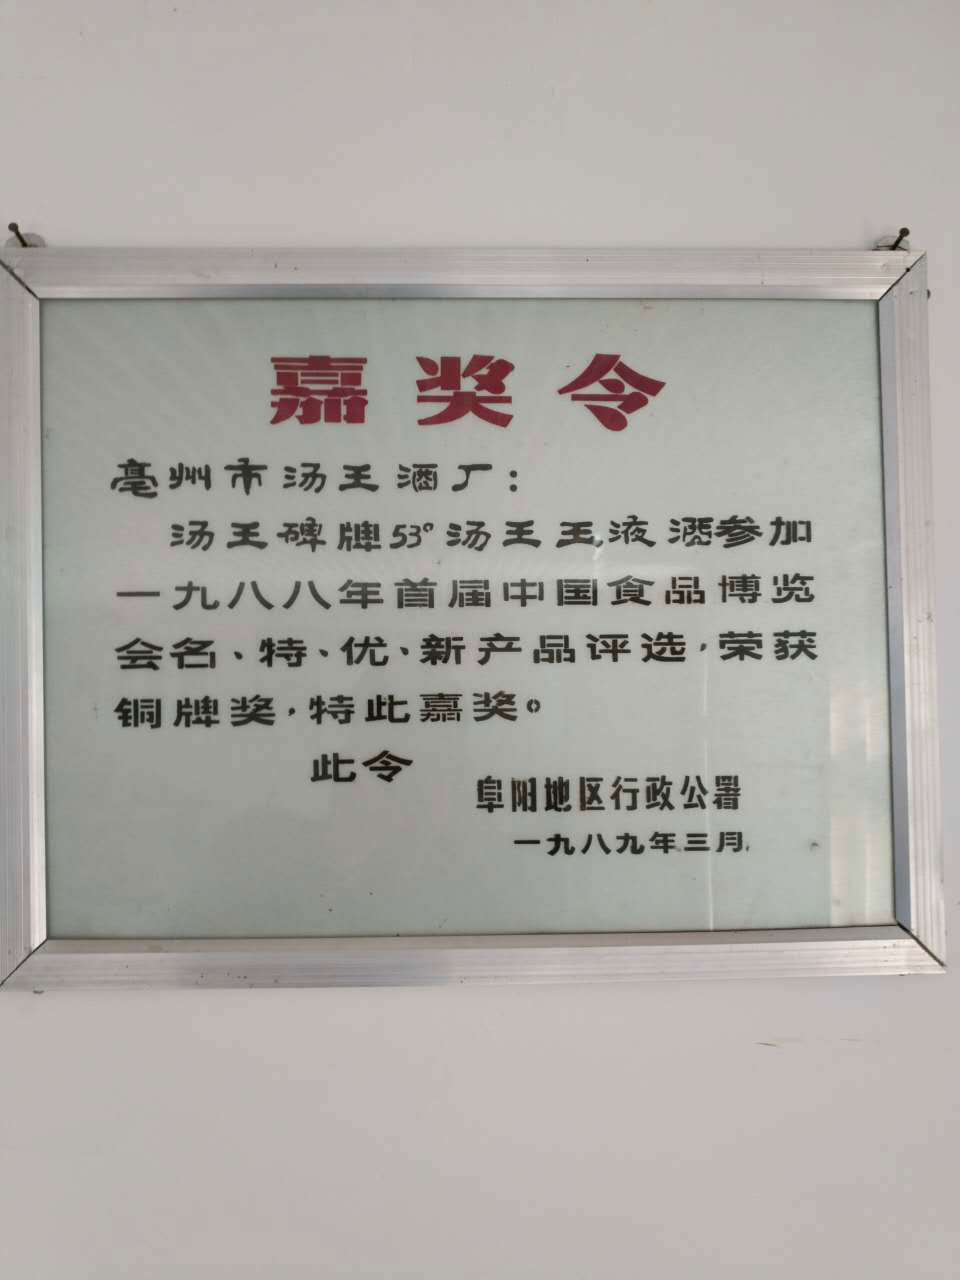 嘉奖令
亳州市汤王酒厂：
汤王碑牌53°汤王玉液酒参加
一九八八年首届中国食品博览
会名、特、优、新产品评选，荣获
铜牌奖，特此嘉奖。
此令
阜阳地区行政公署
一九八九年三月